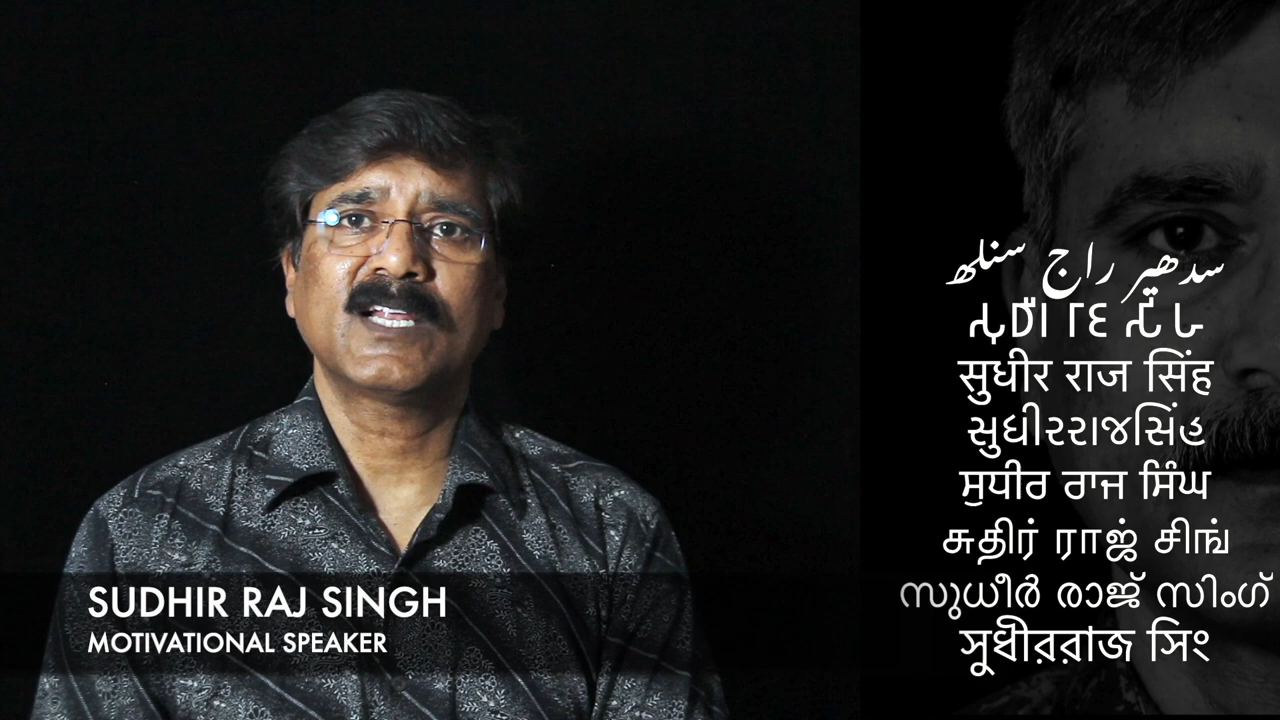 SUDHIR RAJ SINGH
MOTIVATIONAL SPEAKER
سدھیر راج سنلھ
सुधीर राज सिंह
સુધીરરાજસિંહ
ਸੁਧੀਰ ਰਾਜ ਸਿੰਘ
சுதிர் ராஜ் சிங்
സുധീർ രാജ് സിംഗ്
সুধীররাজ সিং